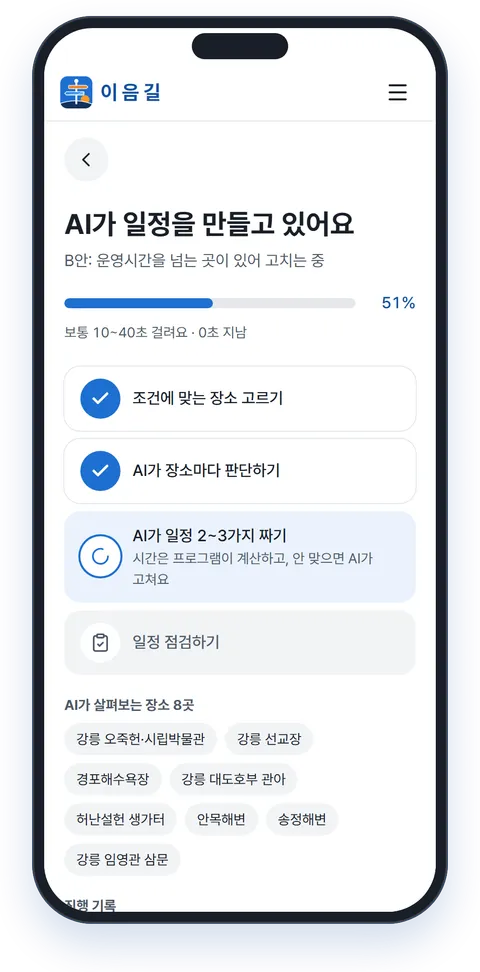 이음길
AI가 일정을 만들고 있어요
B안: 운영시간을 넘는 곳이 있어 고치는 중
51%
보통 10~40초 걸려요 · 0초 지남
조건에 맞는 장소 고르기
AI가 장소마다 판단하기
AI가 일정 2~3가지 짜기
시간은 프로그램이 계산하고, 안 맞으면 AI가
고쳐요
일정 점검하기
AI가 살펴보는 장소 8곳
강릉 오죽헌·시립박물관
강릉 선교장
경포해수욕장
강릉 대도호부 관아
허난설헌 생가터
안목해변
송정해변
강릉 임영관 삼문
진행 기록